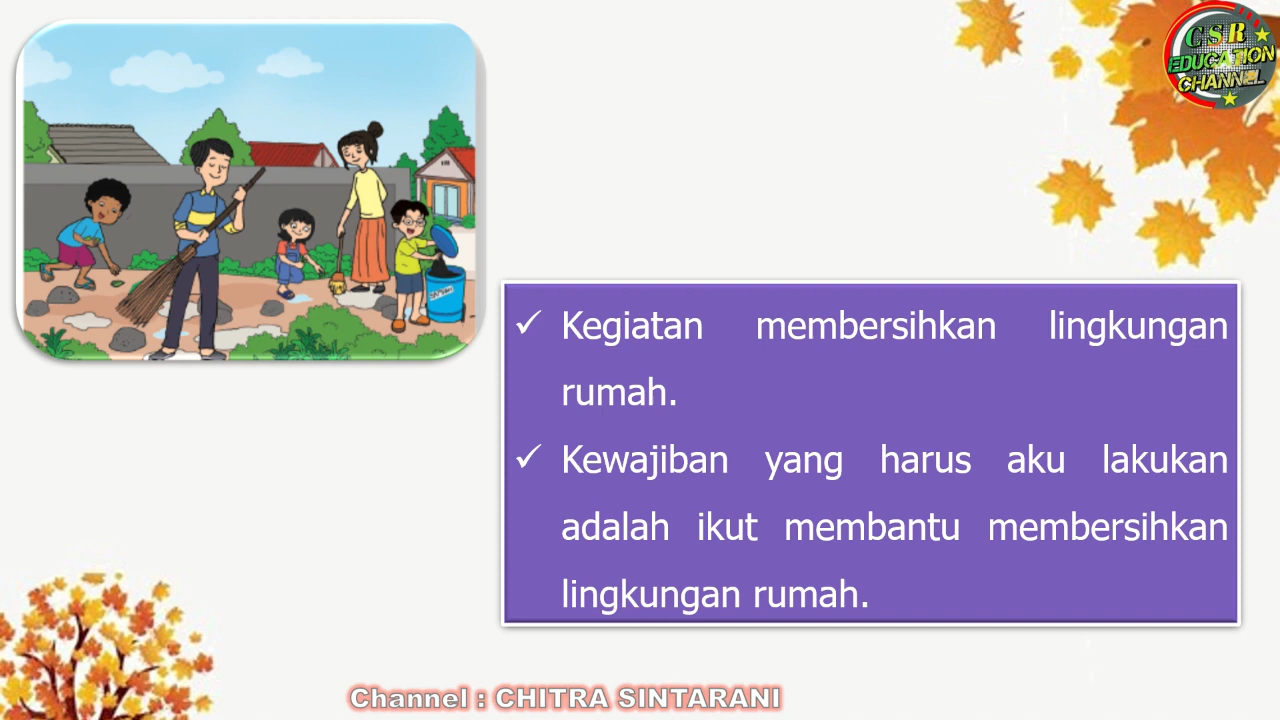 CSR
EDUCATION
CHANNEL
✓ Kegiatan membersihkan lingkungan
rumah.
✓ Kewajiban yang harus aku lakukan
adalah ikut membantu membersihkan
lingkungan rumah.
Channel : CHITRA SINTARANI